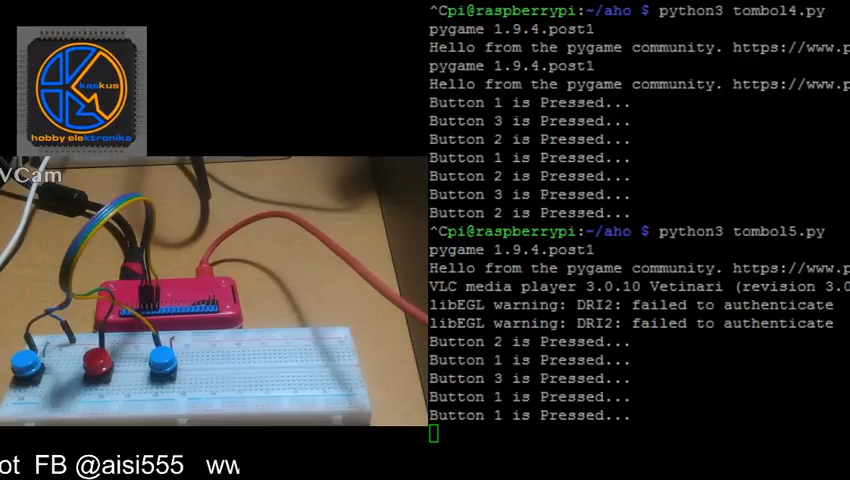 kaskus
hobby elektronika
VCam
ot FB @aisi555 ww
^Cpi@raspberrypi:~/aho $ python3 tombol4.py
pygame 1.9.4.post1
Hello from the pygame community. https://www.p
pygame 1.9.4.post1
Hello from the pygame community. https://www.p
Button 1 is Pressed...
Button 3 is Pressed...
Button 2 is Pressed...
Button 1 is Pressed...
Button 2 is Pressed...
Button 3 is Pressed...
Button 2 is Pressed...
^Cpi@raspberrypi:~/aho $ python3 tombol5.py
pygame 1.9.4.post1
Hello from the pygame community. https://www.p
VLC media player 3.0.10 Vetinari (revision 3.0
libEGL warning: DRI2: failed to authenticate
libEGL warning: DRI2: failed to authenticate
Button 2 is Pressed...
Button 1 is Pressed...
Button 3 is Pressed...
Button 1 is Pressed...
Button 1 is Pressed...